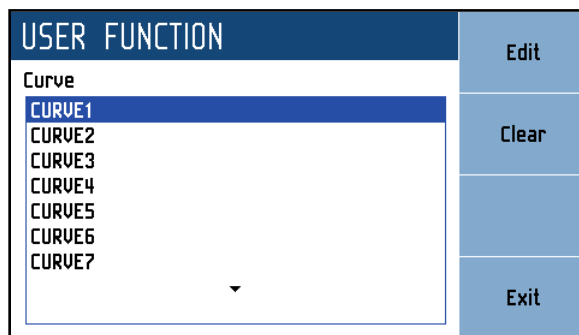 USER FUNCTION
Curve
CURVE1
CURVE2
CURVE3
CURVE4
CURVE5
CURVE6
CURVE7
Edit
Clear
Exit